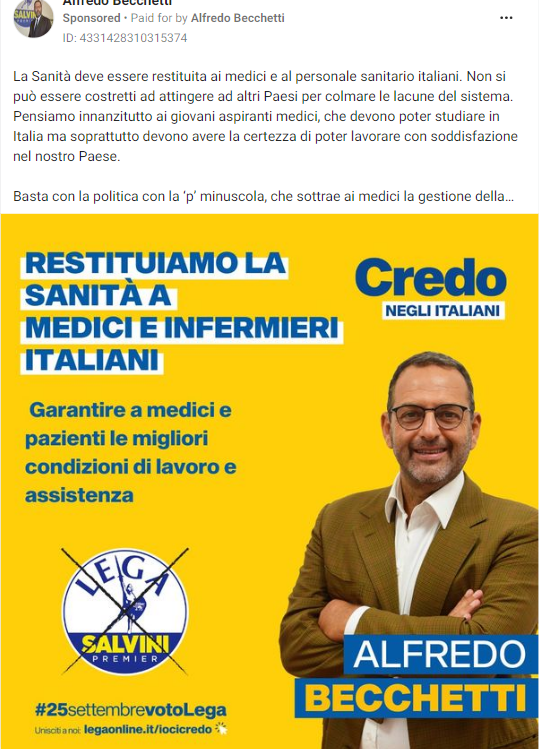 Alfredo Becchetti
Sponsored • Paid for by Alfredo Becchetti
ID: 4331428310315374
La Sanità deve essere restituita ai medici e al personale sanitario italiani. Non si
può essere costretti ad attingere ad altri Paesi per colmare le lacune del sistema.
Pensiamo innanzitutto ai giovani aspiranti medici, che devono poter studiare in
Italia ma soprattutto devono avere la certezza di poter lavorare con soddisfazione
nel nostro Paese.
Basta con la politica con la ‘p’ minuscola, che sottrae ai medici la gestione della...
RESTITUIAMO LA
SANITÀ A
MEDICI E INFERMIERI
ITALIANI
Credo
NEGLI ITALIANI
Garantire a medici e
pazienti le migliori
condizioni di lavoro e
assistenza
LEGA
SALVINI
PREMIER
ALFREDO
BECCHETTI
#25settembrevotoLega
Unisciti a noi: legaonline.it/iocicredo